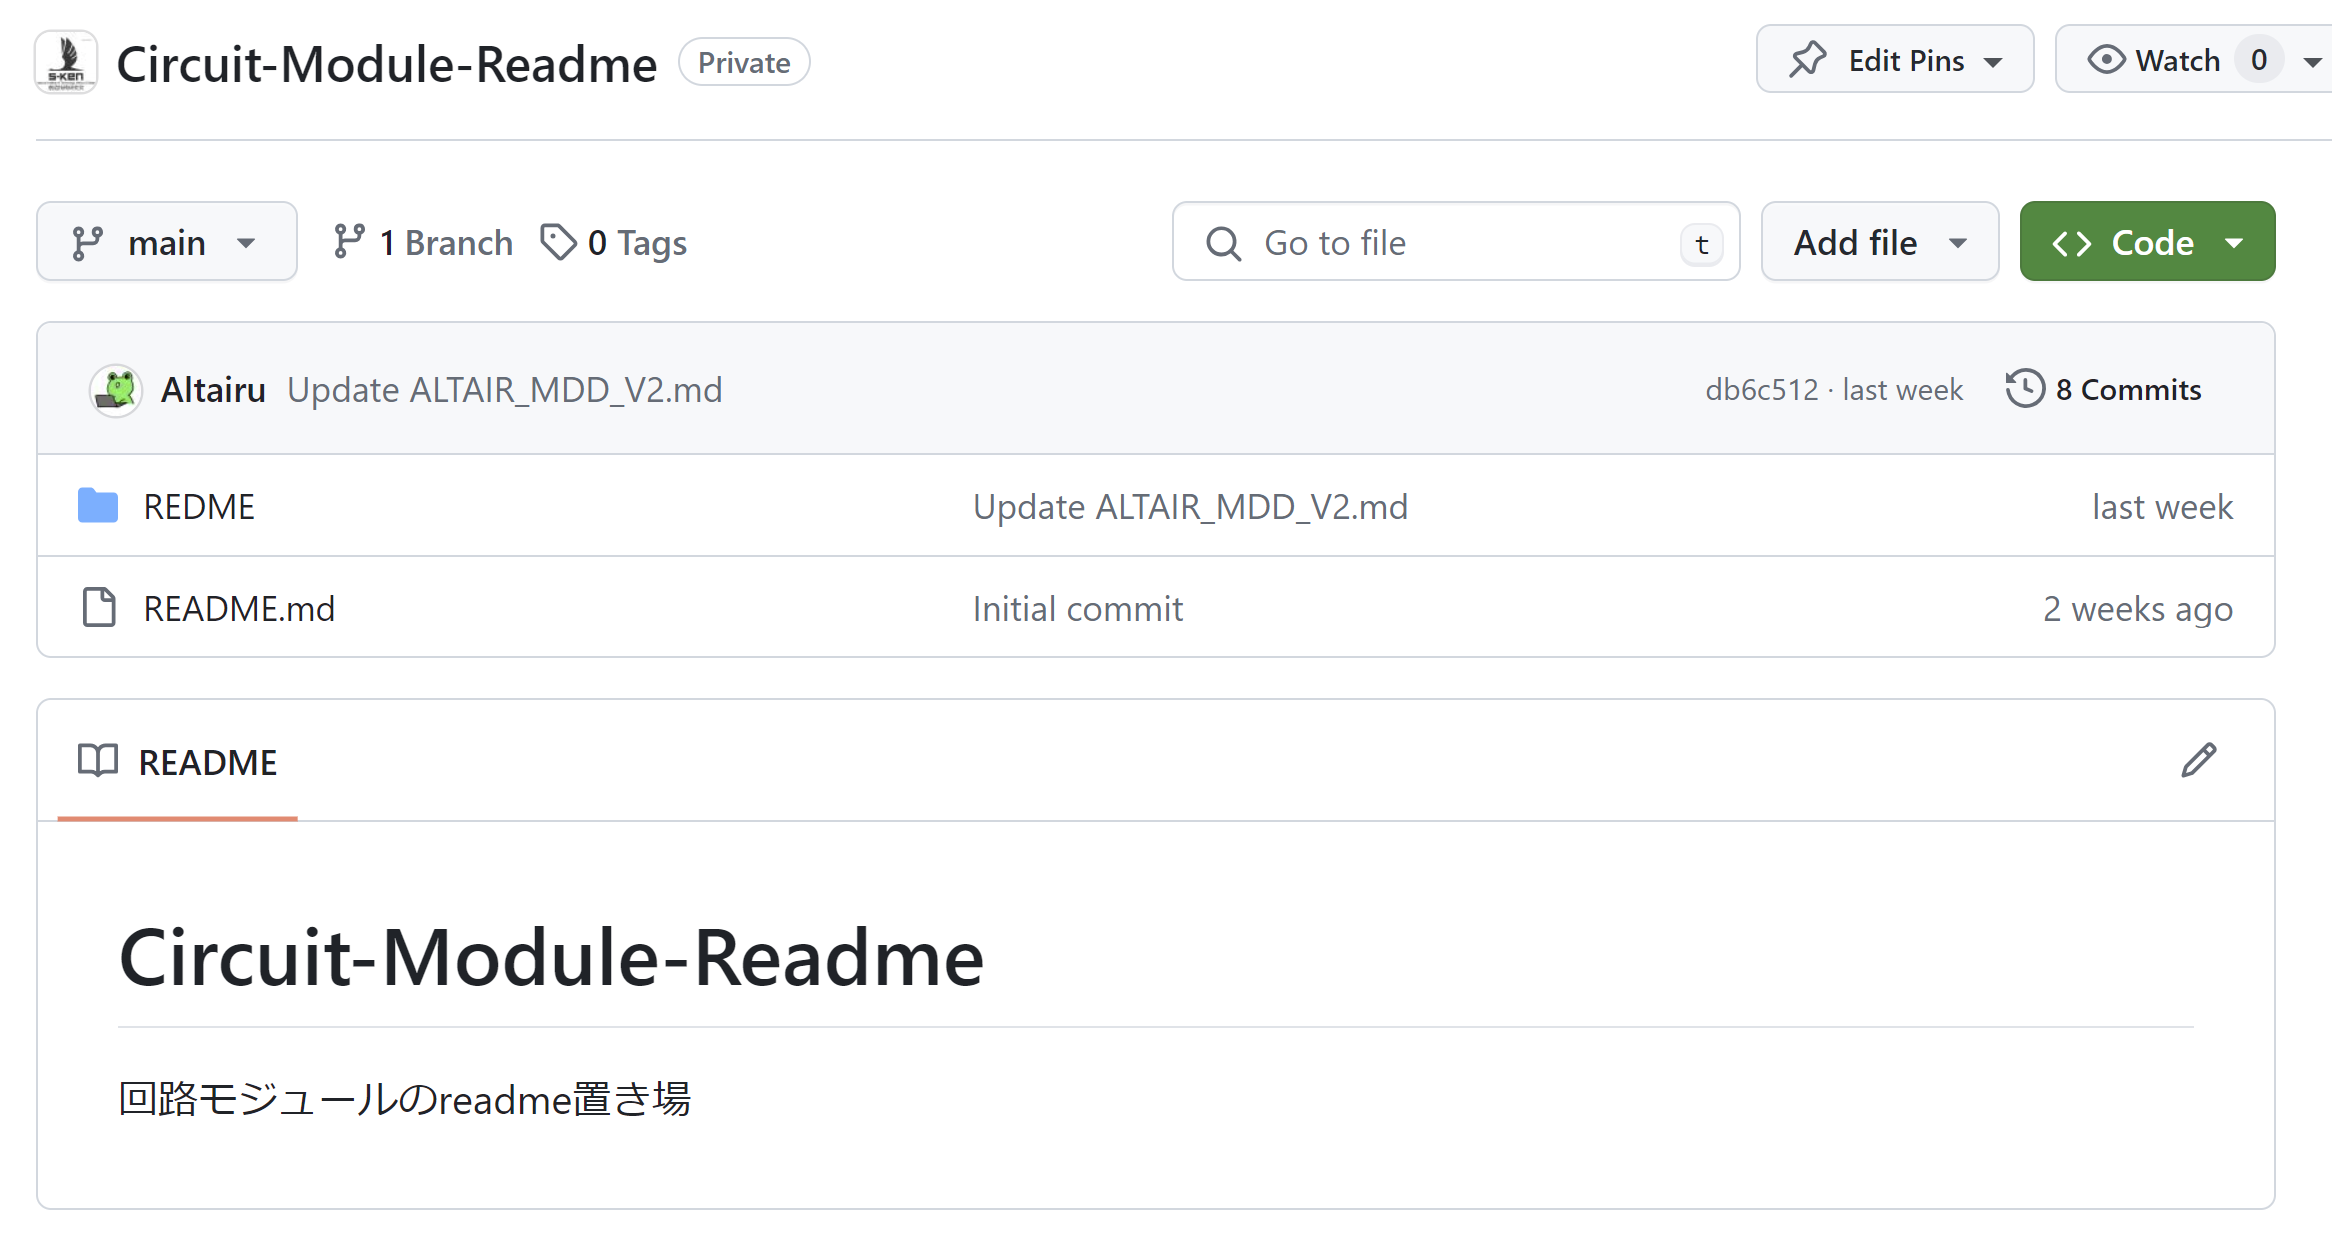 S-KEN
Circuit-Module-Readme Private Edit Pins Watch 0
main 1 Branch 0 Tags Go to file t Add file Code
Altairu Update ALTAIR_MDD_V2.md db6c512 · last week 8 Commits
REDME Update ALTAIR_MDD_V2.md last week
README.md Initial commit 2 weeks ago
README
Circuit-Module-Readme
回路モジュールのreadme置き場